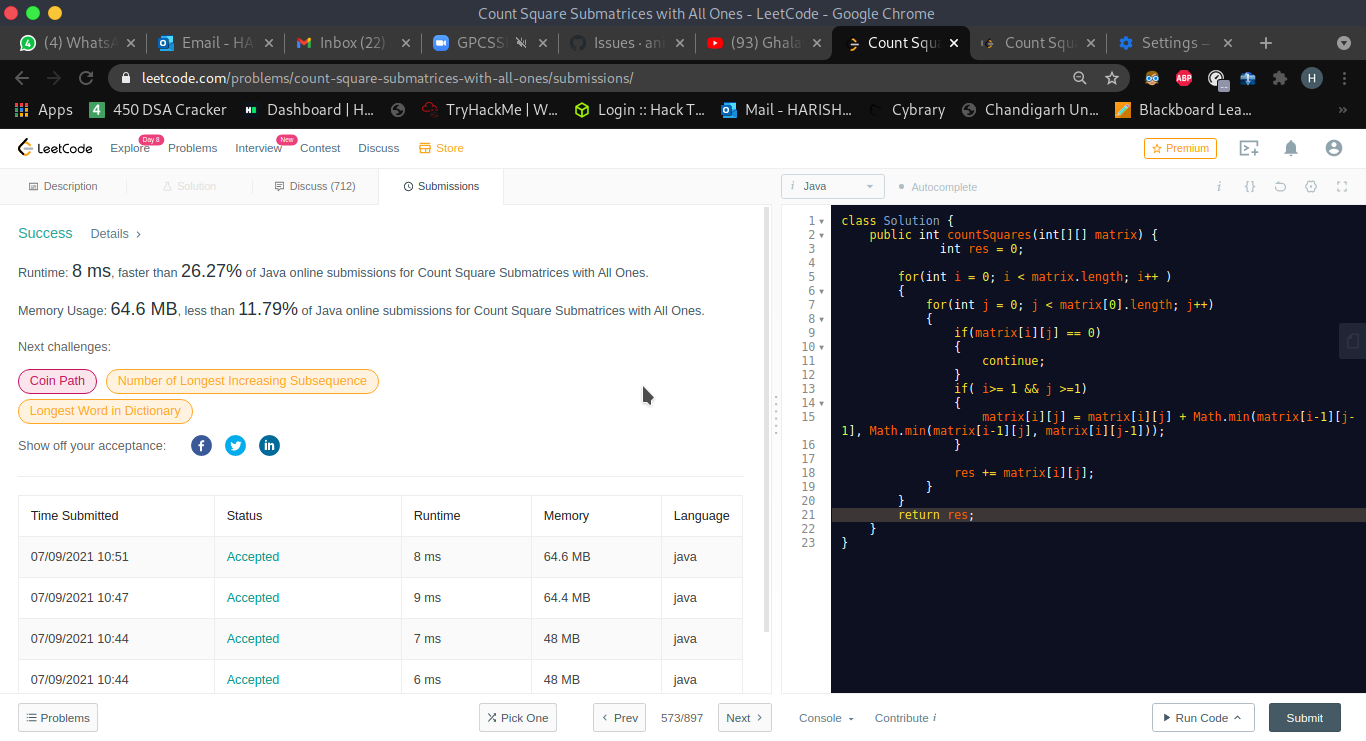 Count Square Submatrices with All Ones - LeetCode - Google Chrome
(4) WhatsA
Email - HA
Inbox (22)
GPCSSI
Issues · ani
(93) Ghala
Count Squ
Count Squ
Settings –
leetcode.com/problems/count-square-submatrices-with-all-ones/submissions/
ABP
H
Apps
450 DSA Cracker
Dashboard | H...
TryHackMe | W...
Login :: Hack T...
Mail - HARISH...
Cybrary
Chandigarh Un...
Blackboard Lea...
»
LeetCode
Explore
Day 8
Problems
Interview
New
Contest
Discuss
Store
Premium
Description
Solution
Discuss (712)
Submissions
i Java
Autocomplete
i {}
Success
Details >
Runtime: 8 ms, faster than 26.27% of Java online submissions for Count Square Submatrices with All Ones.
Memory Usage: 64.6 MB, less than 11.79% of Java online submissions for Count Square Submatrices with All Ones.
Next challenges:
Coin Path
Number of Longest Increasing Subsequence
Longest Word in Dictionary
Show off your acceptance:
Time Submitted Status Runtime Memory Language
07/09/2021 10:51 Accepted 8 ms 64.6 MB java
07/09/2021 10:47 Accepted 9 ms 64.4 MB java
07/09/2021 10:44 Accepted 7 ms 48 MB java
07/09/2021 10:44 Accepted 6 ms 48 MB java
1 class Solution {
2 public int countSquares(int[][] matrix) {
3 int res = 0;
4
5 for(int i = 0; i < matrix.length; i++ )
6 {
7 for(int j = 0; j < matrix[0].length; j++)
8 {
9 if(matrix[i][j] == 0)
10 {
11 continue;
12 }
13 if( i>= 1 && j >=1)
14 {
15 matrix[i][j] = matrix[i][j] + Math.min(matrix[i-1][j-
1], Math.min(matrix[i-1][j], matrix[i][j-1]));
16 }
17
18 res += matrix[i][j];
19 }
20 }
21 return res;
22 }
23 }
Problems
Pick One
Prev
573/897
Next
Console
Contribute i
Run Code
Submit